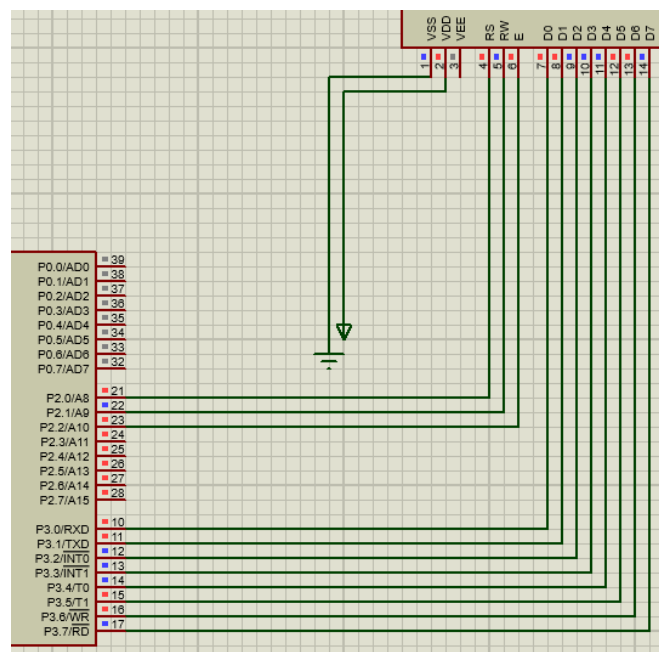 VSS
VDD
VEE
RS
RW
E
D0
D1
D2
D3
D4
D5
D6
D7
1
2
3
4
5
6
7
8
9
10
11
12
13
14
P0.0/AD0 39
P0.1/AD1 38
P0.2/AD2 37
P0.3/AD3 36
P0.4/AD4 35
P0.5/AD5 34
P0.6/AD6 33
P0.7/AD7 32
P2.0/A8 21
P2.1/A9 22
P2.2/A10 23
P2.3/A11 24
P2.4/A12 25
P2.5/A13 26
P2.6/A14 27
P2.7/A15 28
P3.0/RXD 10
P3.1/TXD 11
P3.2/INT0 12
P3.3/INT1 13
P3.4/T0 14
P3.5/T1 15
P3.6/WR 16
P3.7/RD 17